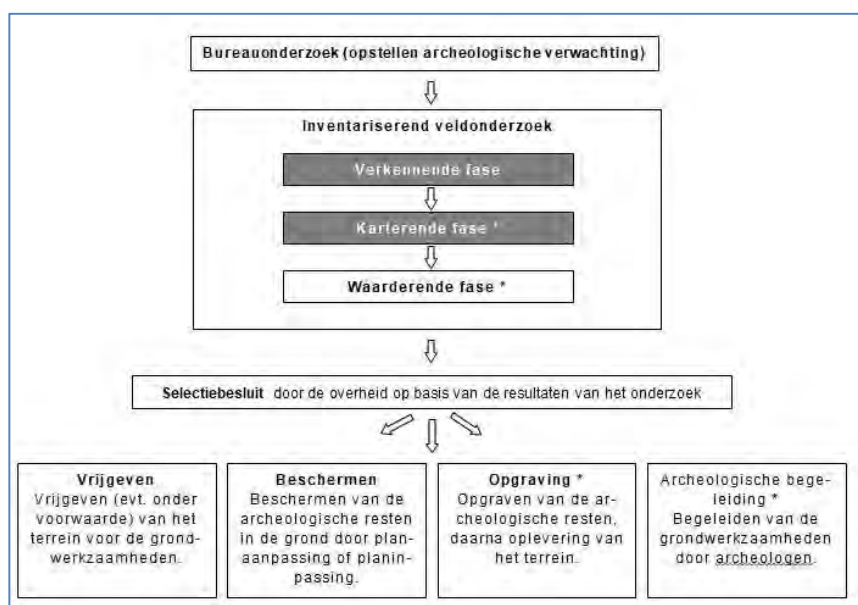 Bureauonderzoek (opstellen archeologische verwachting)
Inventariserend veldonderzoek
Verkennende fase
Karterende fase *
Waarderende fase *
Selectiebesluit door de overheid op basis van de resultaten van het onderzoek
Vrijgeven
Vrijgeven (evt. onder
voorwaarde) van het
terrein voor de grond-
werkzaamheden.
Beschermen
Beschermen van de
archeologische resten
in de grond door plan-
aanpassing of planin-
passing.
Opgraving *
Opgraven van de ar-
cheologische resten,
daarna oplevering van
het terrein.
Archeologische bege-
leiding *
Begeleiden van de
grondwerkzaamheden
door archeologen.